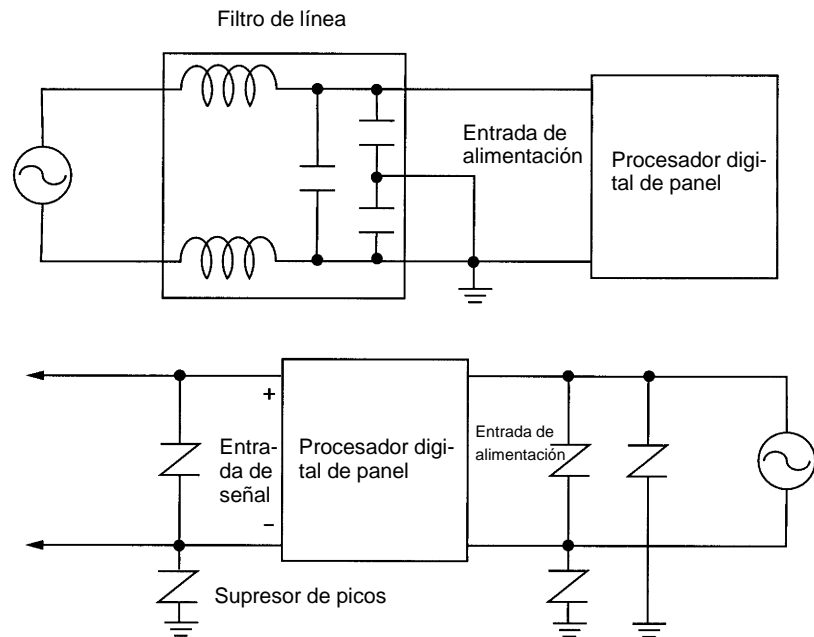 Filtro de línea
Entrada de
alimentación
Procesador digi-
tal de panel
+
Entra-
da de
señal
−
Procesador digi-
tal de panel
Entrada de
alimentación
Supresor de picos